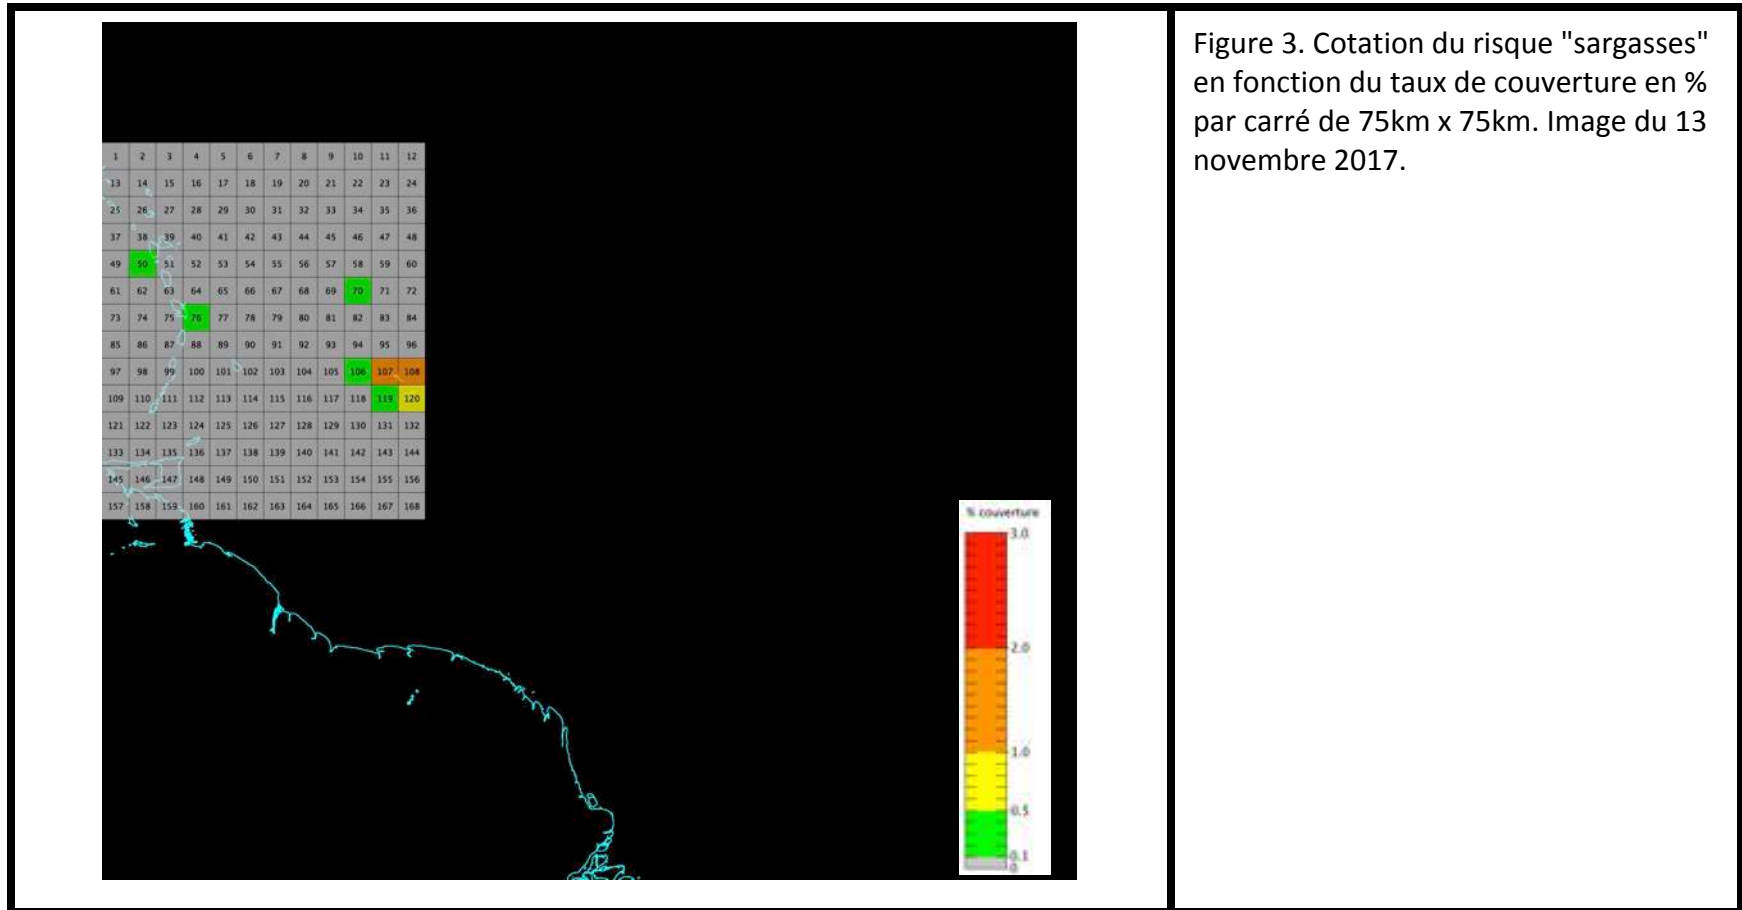 1 2 3 4 5 6 7 8 9 10 11 12
13 14 15 16 17 18 19 20 21 22 23 24
25 26 27 28 29 30 31 32 33 34 35 36
37 38 39 40 41 42 43 44 45 46 47 48
49 50 51 52 53 54 55 56 57 58 59 60
61 62 63 64 65 66 67 68 69 70 71 72
73 74 75 76 77 78 79 80 81 82 83 84
85 86 87 88 89 90 91 92 93 94 95 96
97 98 99 100 101 102 103 104 105 106 107 108
109 110 111 112 113 114 115 116 117 118 119 120
121 122 123 124 125 126 127 128 129 130 131 132
133 134 135 136 137 138 139 140 141 142 143 144
145 146 147 148 149 150 151 152 153 154 155 156
157 158 159 160 161 162 163 164 165 166 167 168
% couverture
3.0
2.0
1.0
0.5
0.1
0
Figure 3. Cotation du risque "sargasses"
en fonction du taux de couverture en %
par carré de 75km x 75km. Image du 13
novembre 2017.